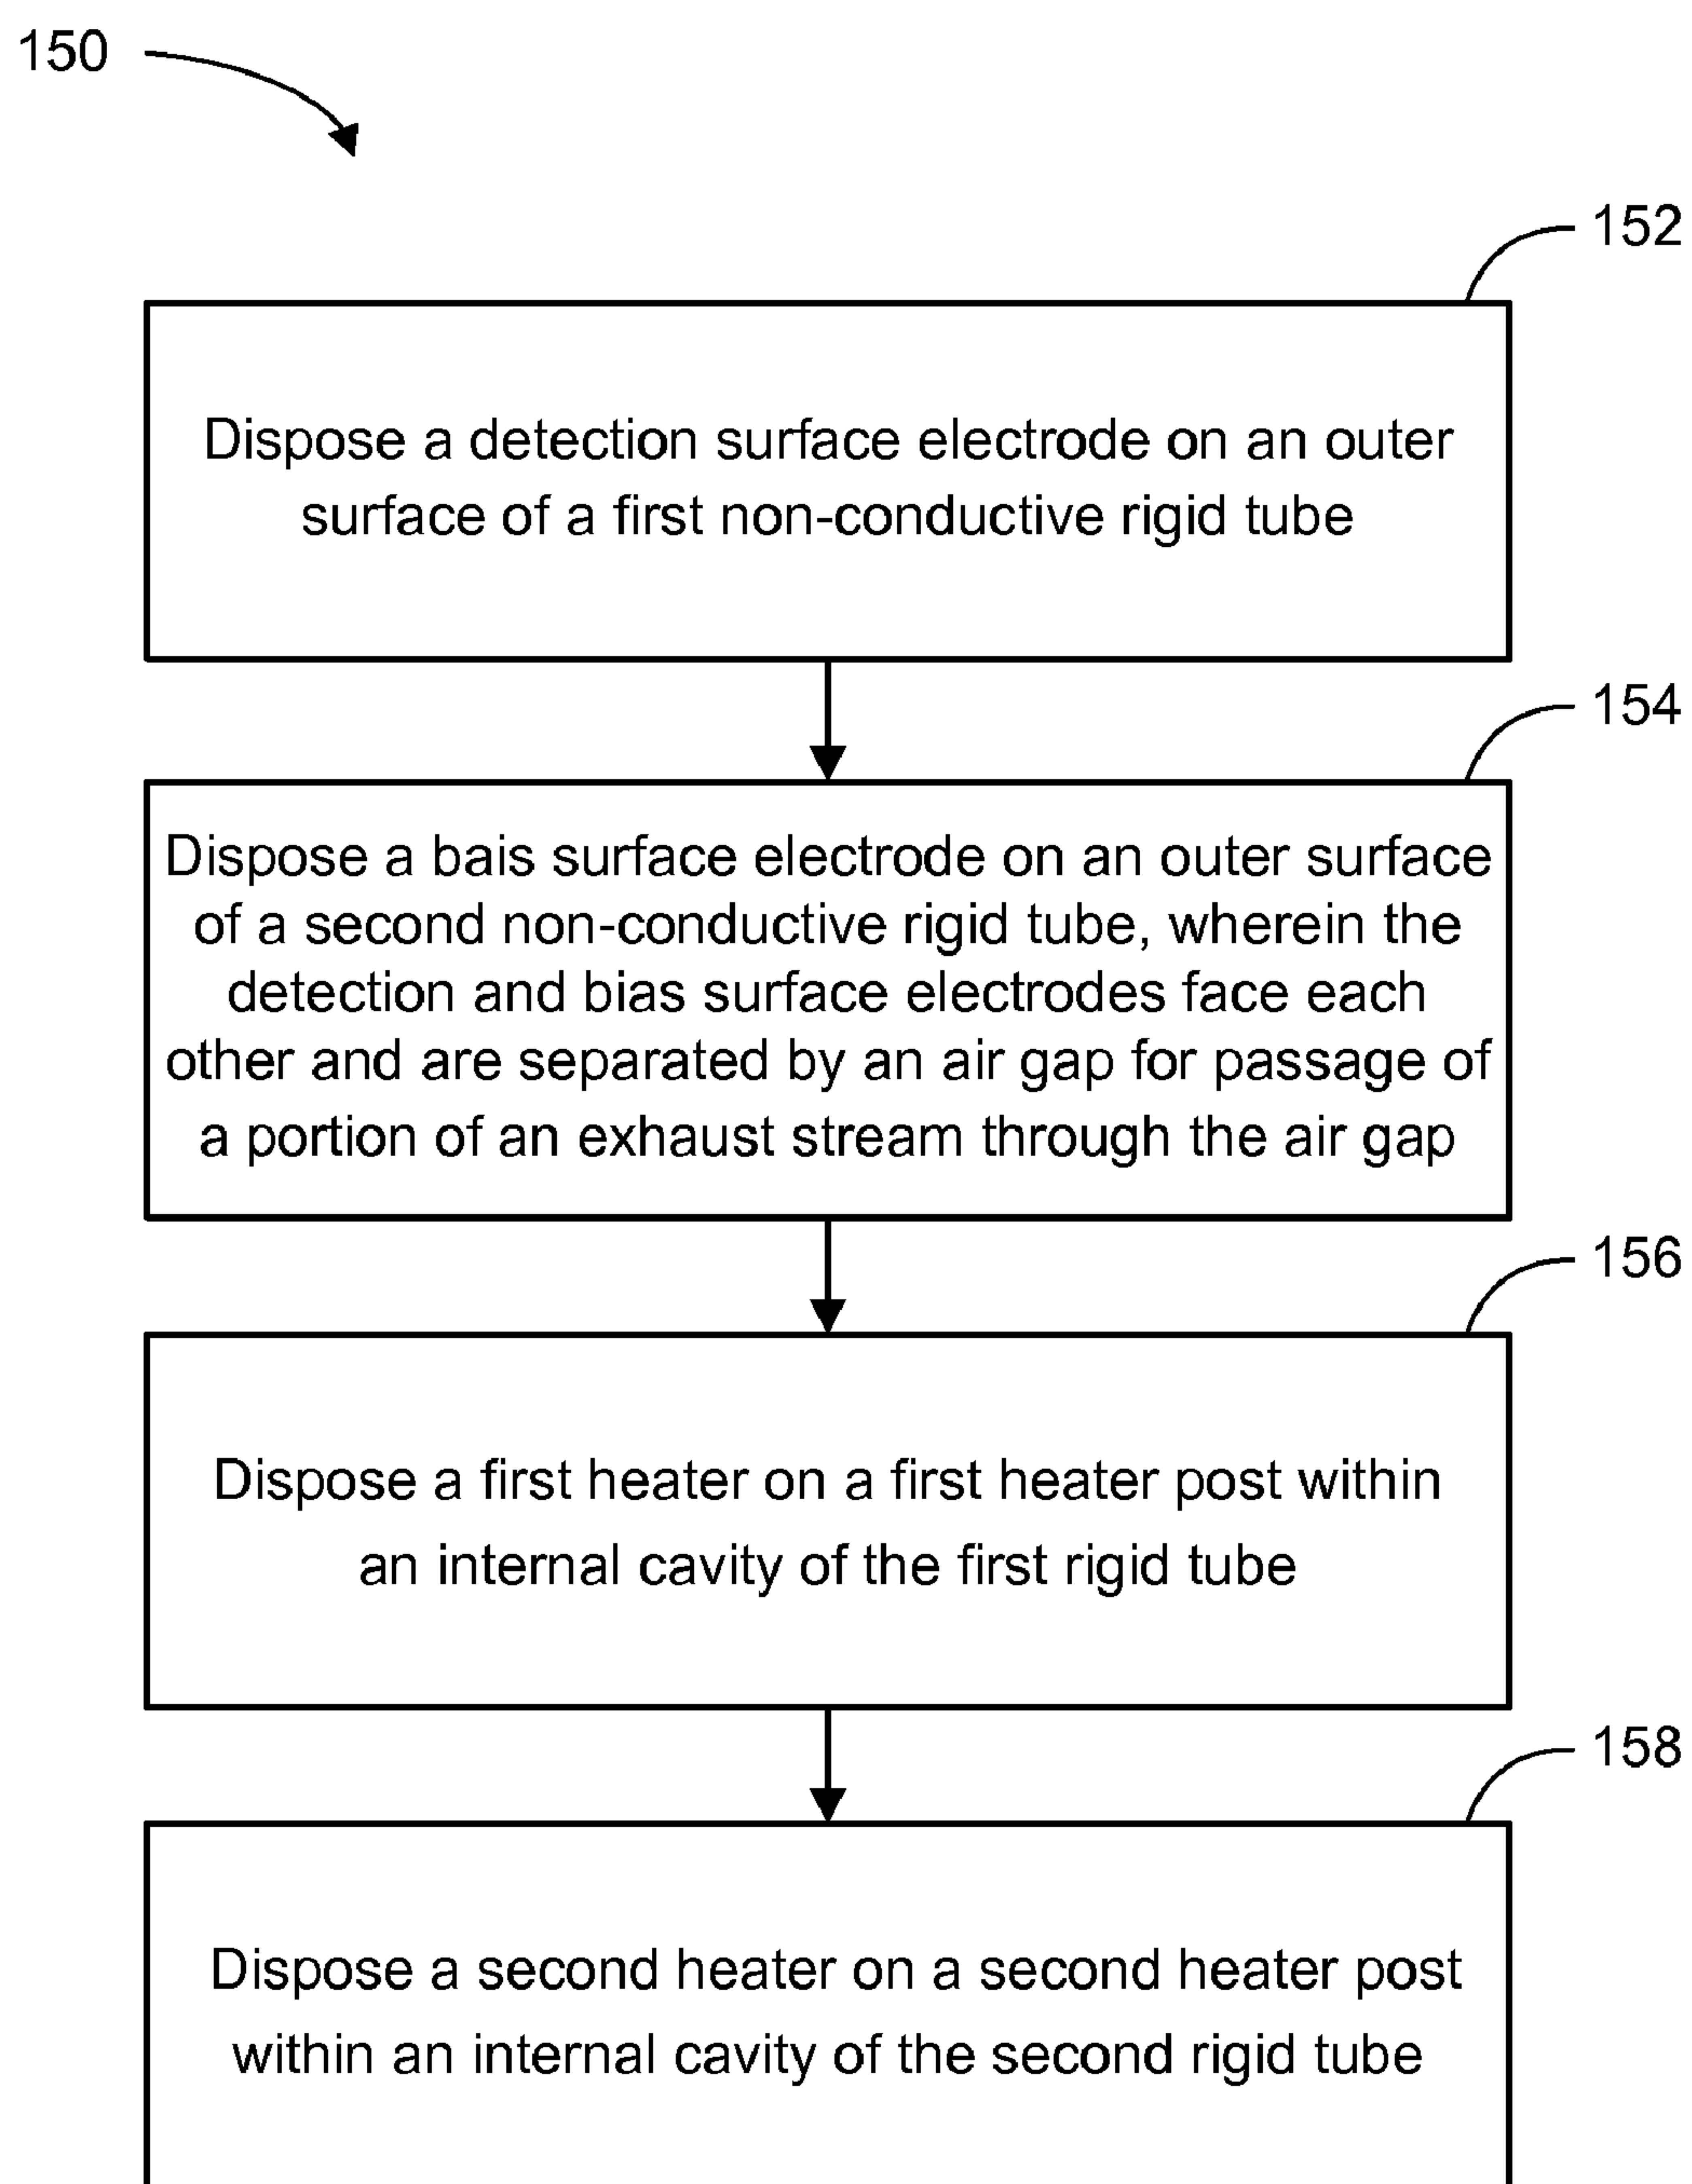 150
152
Dispose a detection surface electrode on an outer
surface of a first non-conductive rigid tube
154
Dispose a bais surface electrode on an outer surface
of a second non-conductive rigid tube, wherein the
detection and bias surface electrodes face each
other and are separated by an air gap for passage of
a portion of an exhaust stream through the air gap
156
Dispose a first heater on a first heater post within
an internal cavity of the first rigid tube
158
Dispose a second heater on a second heater post
within an internal cavity of the second rigid tube